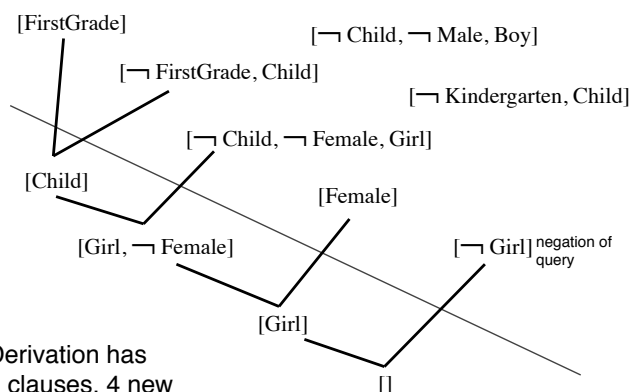 [FirstGrade]
[¬ Child, ¬ Male, Boy]
[¬ FirstGrade, Child]
[¬ Kindergarten, Child]
[¬ Child, ¬ Female, Girl]
[Child]
[Female]
[Girl, ¬ Female]
[¬ Girl] negation of
query
[Girl]
Derivation has
clauses, 4 new
[]